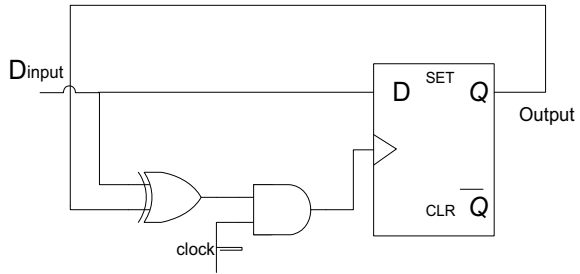 Dinput
D
SET
Q
Output
CLR
Q
clock